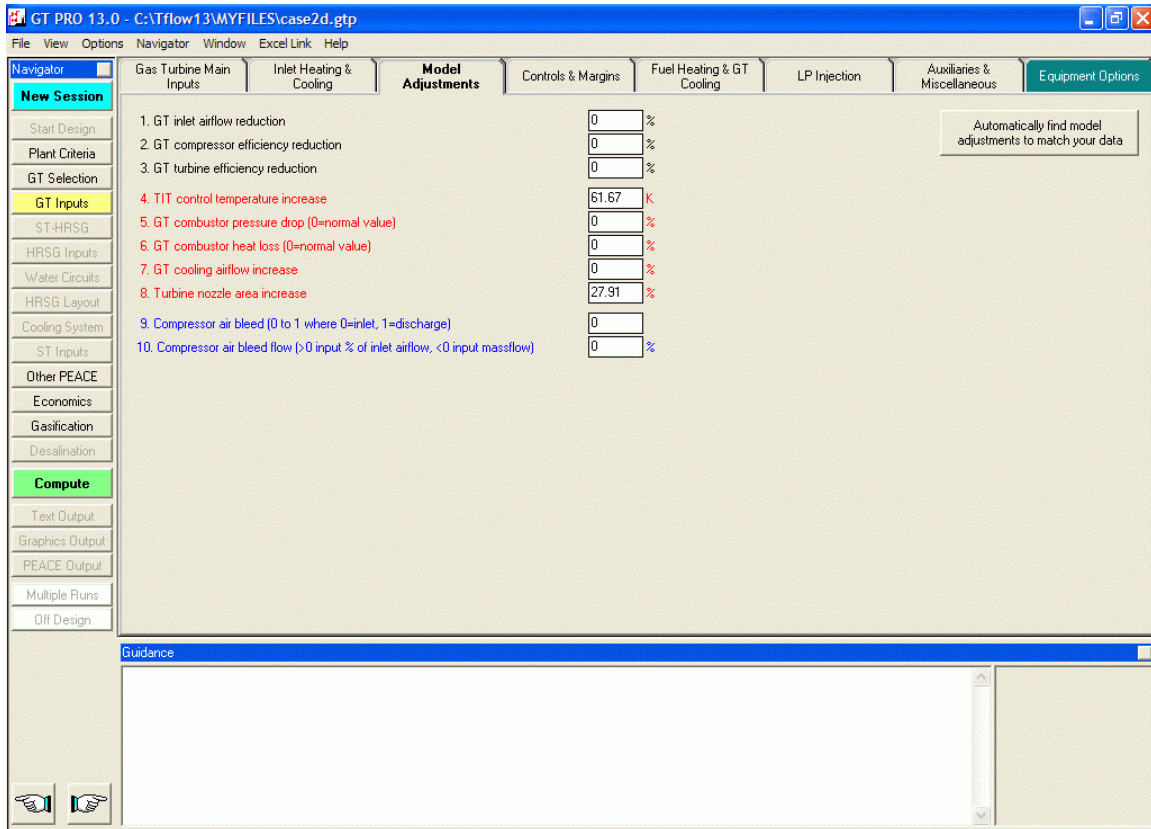 GT PRO 13.0 - C:\Tflow13\MYFILES\case2d.gtp
File View Options Navigator Window Excel Link Help
Navigator
New Session
Start Design
Plant Criteria
GT Selection
GT Inputs
ST-HRSG
HRSG Inputs
Water Circuits
HRSG Layout
Cooling System
ST Inputs
Other PEACE
Economics
Gasification
Desalination
Compute
Text Output
Graphics Output
PEACE Output
Multiple Runs
Off Design
Gas Turbine Main
Inputs
Inlet Heating &
Cooling
Model
Adjustments
Controls & Margins
Fuel Heating & GT
Cooling
LP Injection
Auxiliaries &
Miscellaneous
Equipment Options
1. GT inlet airflow reduction 0 %
2. GT compressor efficiency reduction 0 %
3. GT turbine efficiency reduction 0 %
4. TIT control temperature increase 61.67 K
5. GT combustor pressure drop (0=normal value) 0 %
6. GT combustor heat loss (0=normal value) 0 %
7. GT cooling airflow increase 0 %
8. Turbine nozzle area increase 27.91 %
9. Compressor air bleed (0 to 1 where 0=inlet, 1=discharge) 0
10. Compressor air bleed flow (>0 input % of inlet airflow, <0 input massflow) 0 %
Automatically find model
adjustments to match your data
Guidance